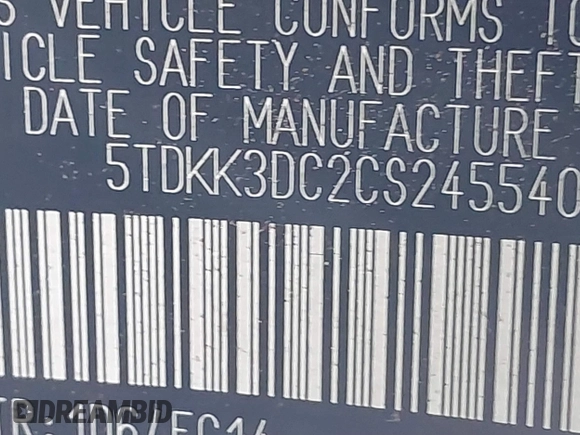 S VEHICLE CONFORMS TO
ICLE SAFETY AND THEFT
DATE OF MANUFACTURE
5TDKK3DC2CS245540
DREAMBID